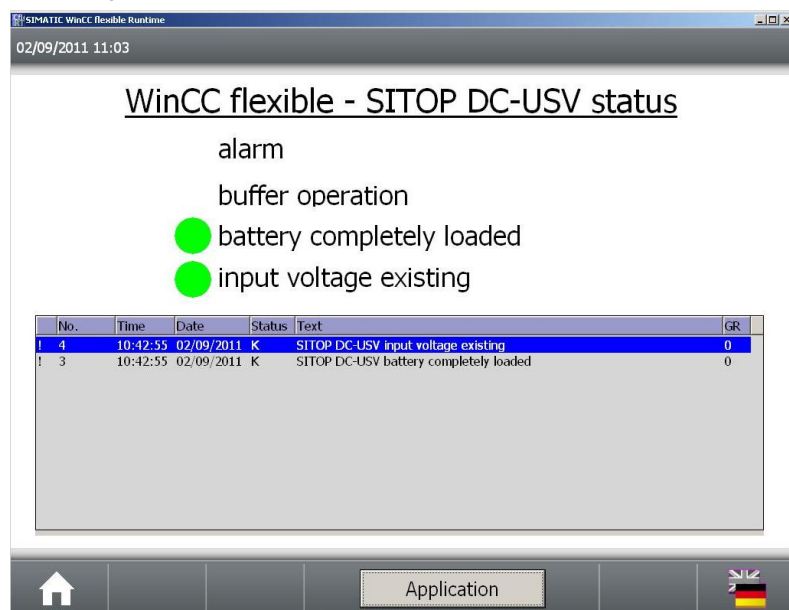 SIMATIC WinCC flexible Runtime
02/09/2011 11:03
WinCC flexible - SITOP DC-USV status
alarm
buffer operation
battery completely loaded
input voltage existing
No. Time Date Status Text GR
! 4 10:42:55 02/09/2011 K SITOP DC-USV input voltage existing 0
! 3 10:42:55 02/09/2011 K SITOP DC-USV battery completely loaded 0
Application